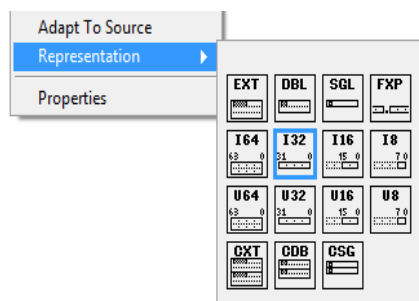 Adapt To Source
Representation
Properties
EXT DBL SGL FXP
I64 I32 I16 I8
63 0 31 0 15 0 7 0
U64 U32 U16 U8
63 0 31 0 15 0 7 0
CXT CDB CSG